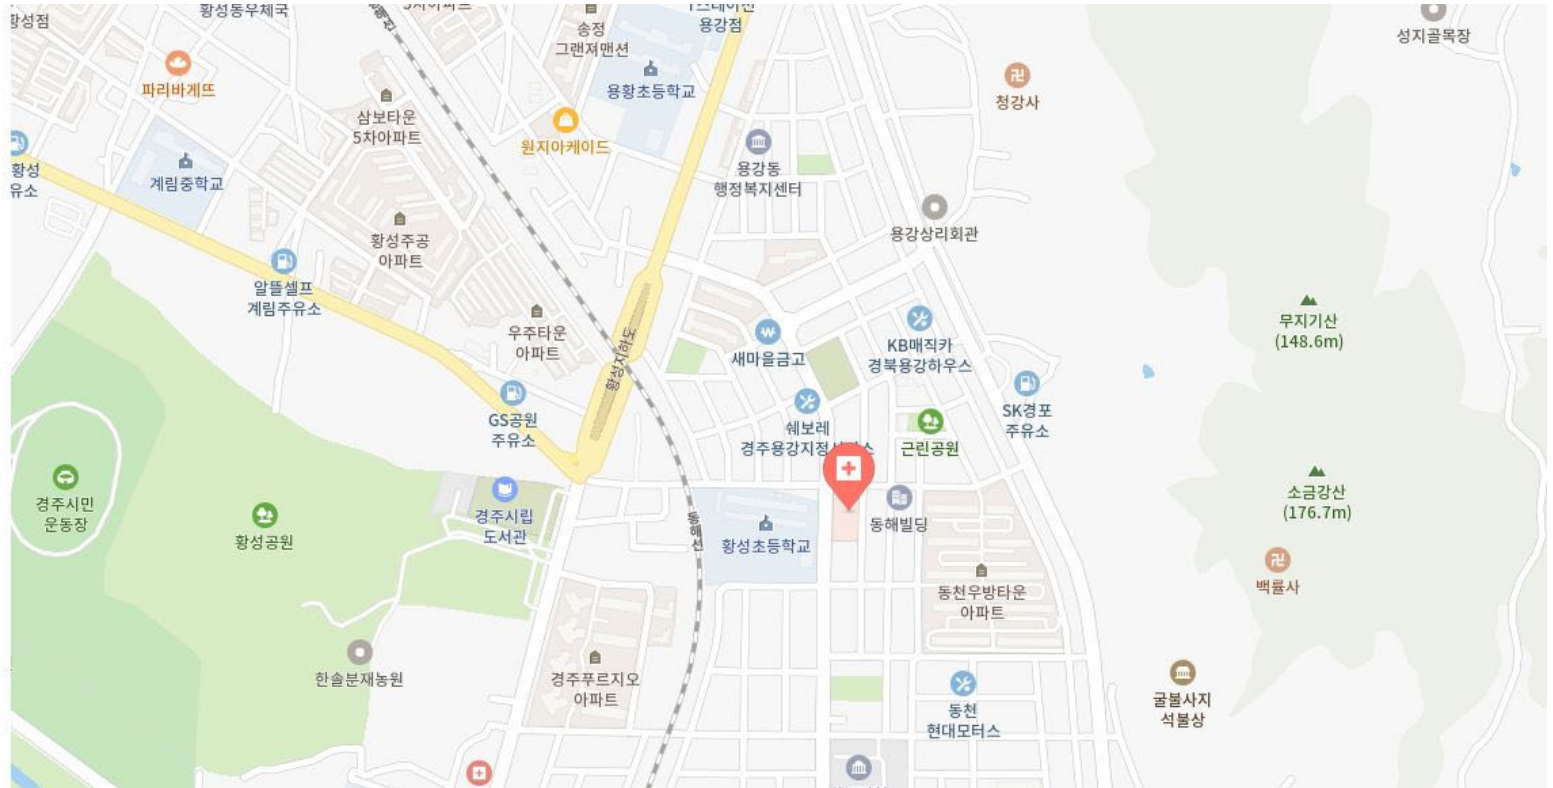 황성점
황성동우체국
송정
그랜져맨션
용강점
성지골목장
파리바게뜨
용황초등학교
청강사
삼보타운
5차아파트
원지아케이드
황성
유소
계림중학교
용강동
행정복지센터
황성주공
아파트
용강상리회관
알뜰셀프
계림주유소
우주타운
아파트
황성지하도
새마을금고
KB매직카
경북용강하우스
무지기산
(148.6m)
GS공원
주유소
쉐보레
경주용강지정
근린공원
SK경포
주유소
경주시민
운동장
황성공원
경주시립
도서관
동해선
황성초등학교
동해빌딩
소금강산
(176.7m)
백률사
동천우방타운
아파트
한솔분재농원
경주푸르지오
아파트
동천
현대모터스
굴불사지
석불상